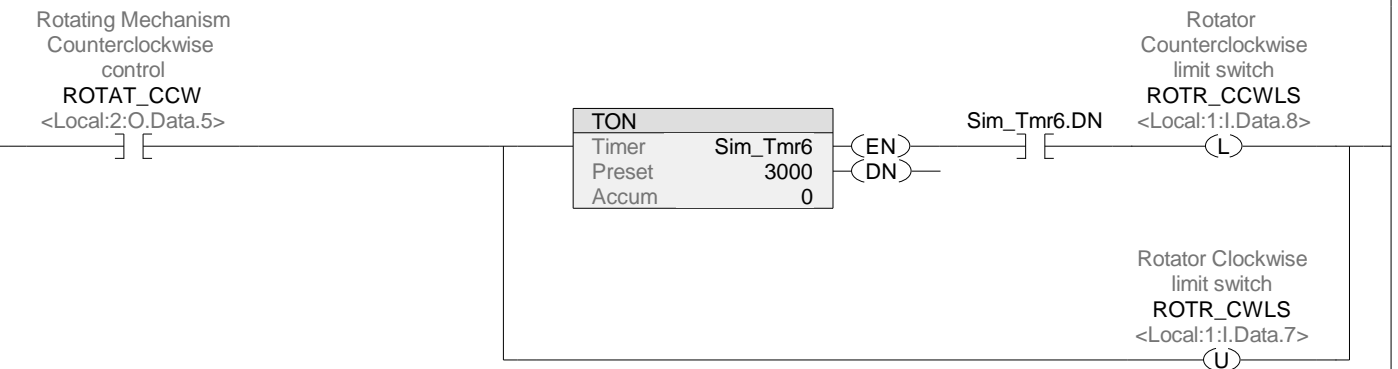 Rotating Mechanism
Counterclockwise
control
ROTAT_CCW
<Local:2:O.Data.5>
TON
Timer Sim_Tmr6
Preset 3000
Accum 0
EN
DN
Sim_Tmr6.DN
Rotator
Counterclockwise
limit switch
ROTR_CCWLS
<Local:1:I.Data.8>
L
Rotator Clockwise
limit switch
ROTR_CWLS
<Local:1:I.Data.7>
U